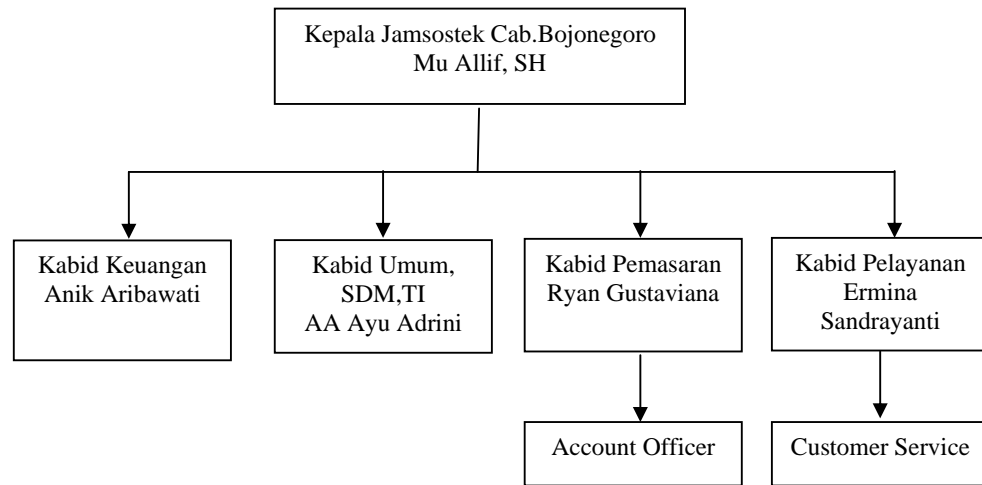 Kepala Jamsostek Cab.Bojonegoro
Mu Allif, SH
Kabid Keuangan
Anik Aribawati
Kabid Umum,
SDM,TI
AA Ayu Adrini
Kabid Pemasaran
Ryan Gustaviana
Kabid Pelayanan
Ermina
Sandrayanti
Account Officer
Customer Service